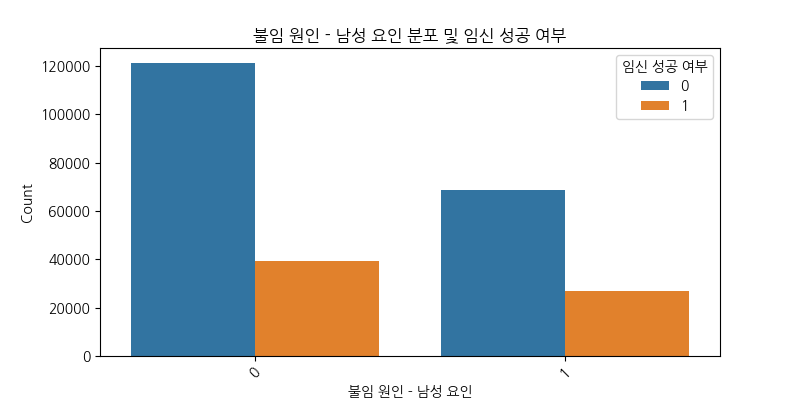 불임 원인 - 남성 요인 분포 및 임신 성공 여부
임신 성공 여부
0
1
Count
120000
100000
80000
60000
40000
20000
0
0
1
불임 원인 - 남성 요인